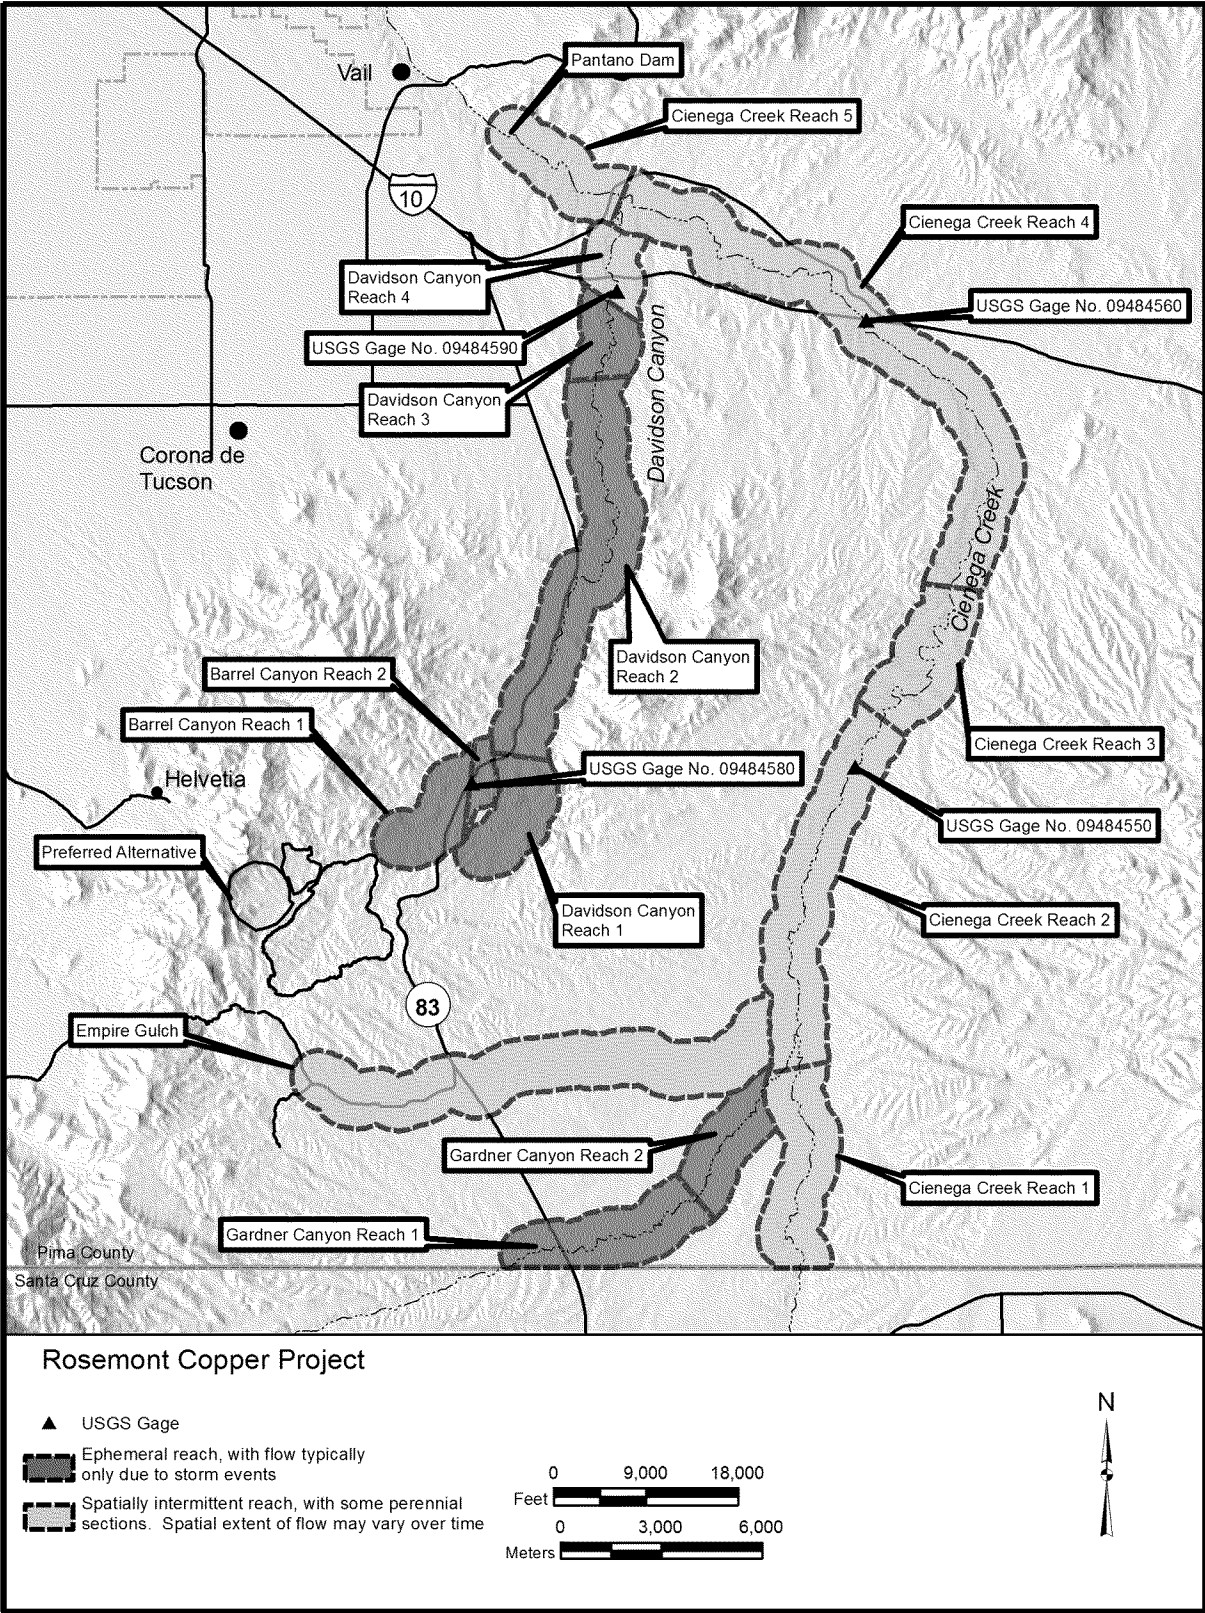 Pantano Dam
Vail
Cienega Creek Reach 5
10
Cienega Creek Reach 4
Davidson Canyon
Reach 4
USGS Gage No. 09484560
USGS Gage No. 09484590
Davidson Canyon
Davidson Canyon
Reach 3
Corona de
Tucson
Cienega Creek
Davidson Canyon
Reach 2
Barrel Canyon Reach 2
Barrel Canyon Reach 1
Cienega Creek Reach 3
USGS Gage No. 09484580
Helvetia
USGS Gage No. 09484550
Preferred Alternative
Davidson Canyon
Reach 1
Cienega Creek Reach 2
83
Empire Gulch
Gardner Canyon Reach 2
Cienega Creek Reach 1
Gardner Canyon Reach 1
Pima County
Santa Cruz County
Rosemont Copper Project
USGS Gage
Ephemeral reach, with flow typically
only due to storm events
Spatially intermittent reach, with some perennial
sections. Spatial extent of flow may vary over time
0 9,000 18,000
Feet
0 3,000 6,000
Meters
N